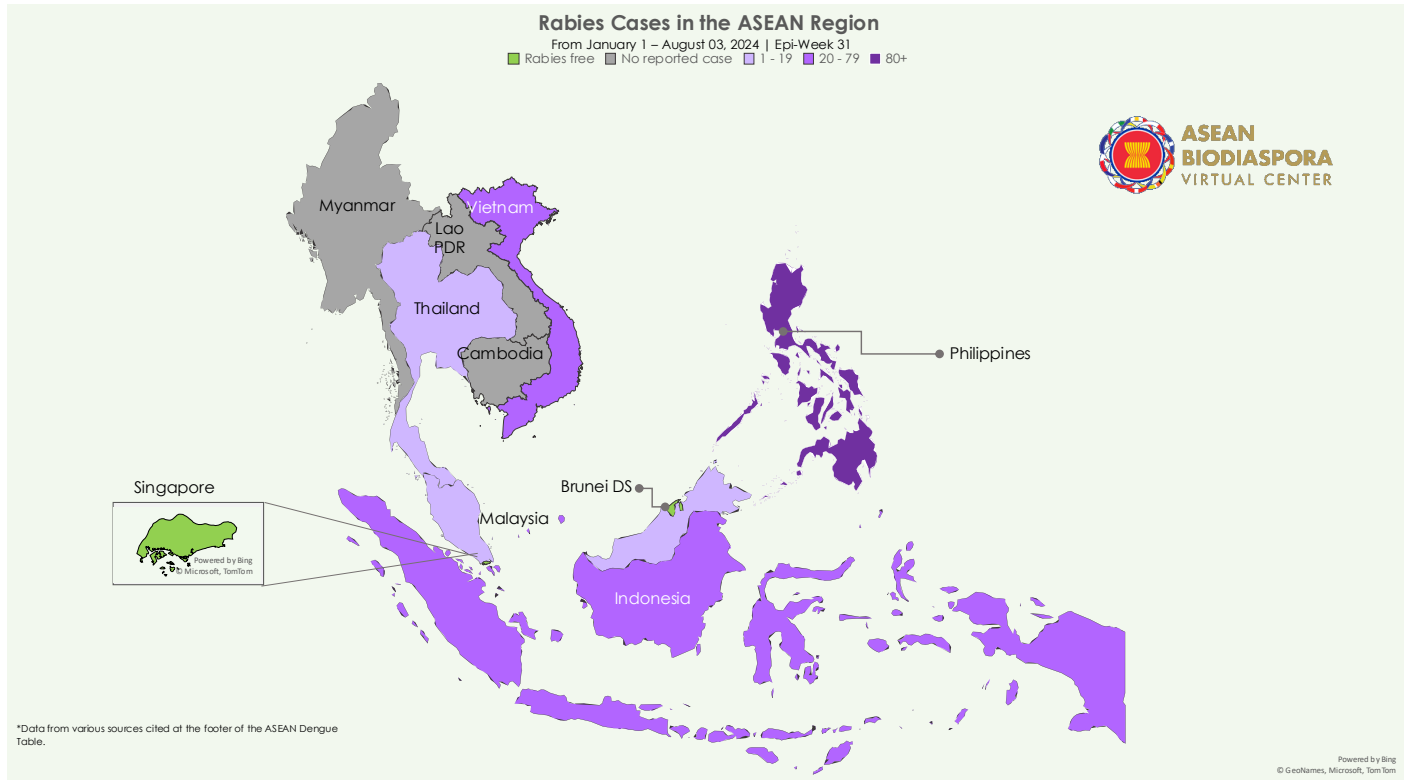 Rabies Cases in the ASEAN Region
From January 1 – August 03, 2024 | Epi-Week 31
Rabies free No reported case 1 - 19 20 - 79 80+
ASEAN
BIODIASPORA
VIRTUAL CENTER
Myanmar
Vietnam
Lao
PDR
Thailand
Cambodia
Philippines
Singapore
Brunei DS
Malaysia
Powered by Bing
© Microsoft, TomTom
Indonesia
*Data from various sources cited at the footer of the ASEAN Dengue
Table.
Powered by Bing
© GeoNames, Microsoft, TomTom